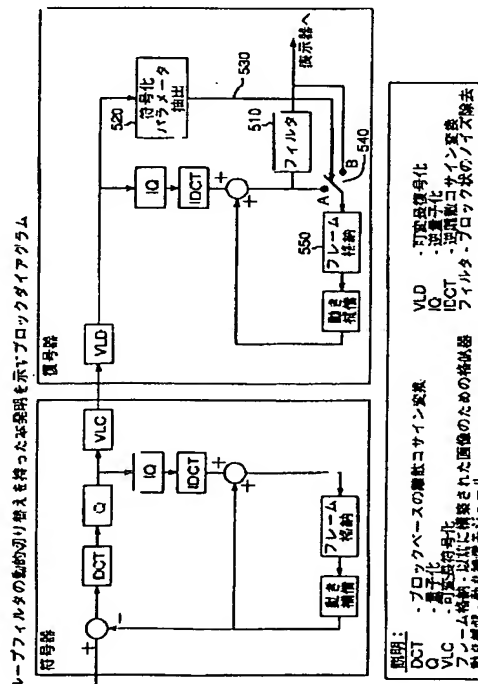 ループフィルタの動的切り替えを持った本発明を示すブロックダイアグラム
符号器
+
-
DCT
Q
VLC
IQ
IDCT
+
+
フレーム
格納
動き
補償
復号器
VLD
520
符号化
パラメータ
抽出
530
IQ
IDCT
+
+
510
フィルタ
表示器へ
A
B
540
550
フレーム
格納
動き
補償
説明:
DCT ・ブロックベースの離散コサイン変換
Q ・量子化
VLC ・可変長符号化
フレーム格納・以前に構築された画像のための格納器
VLD ・可変長復号化
IQ ・逆量子化
IDCT ・逆離散コサイン変換
フィルタ・ブロック状のノイズ除去